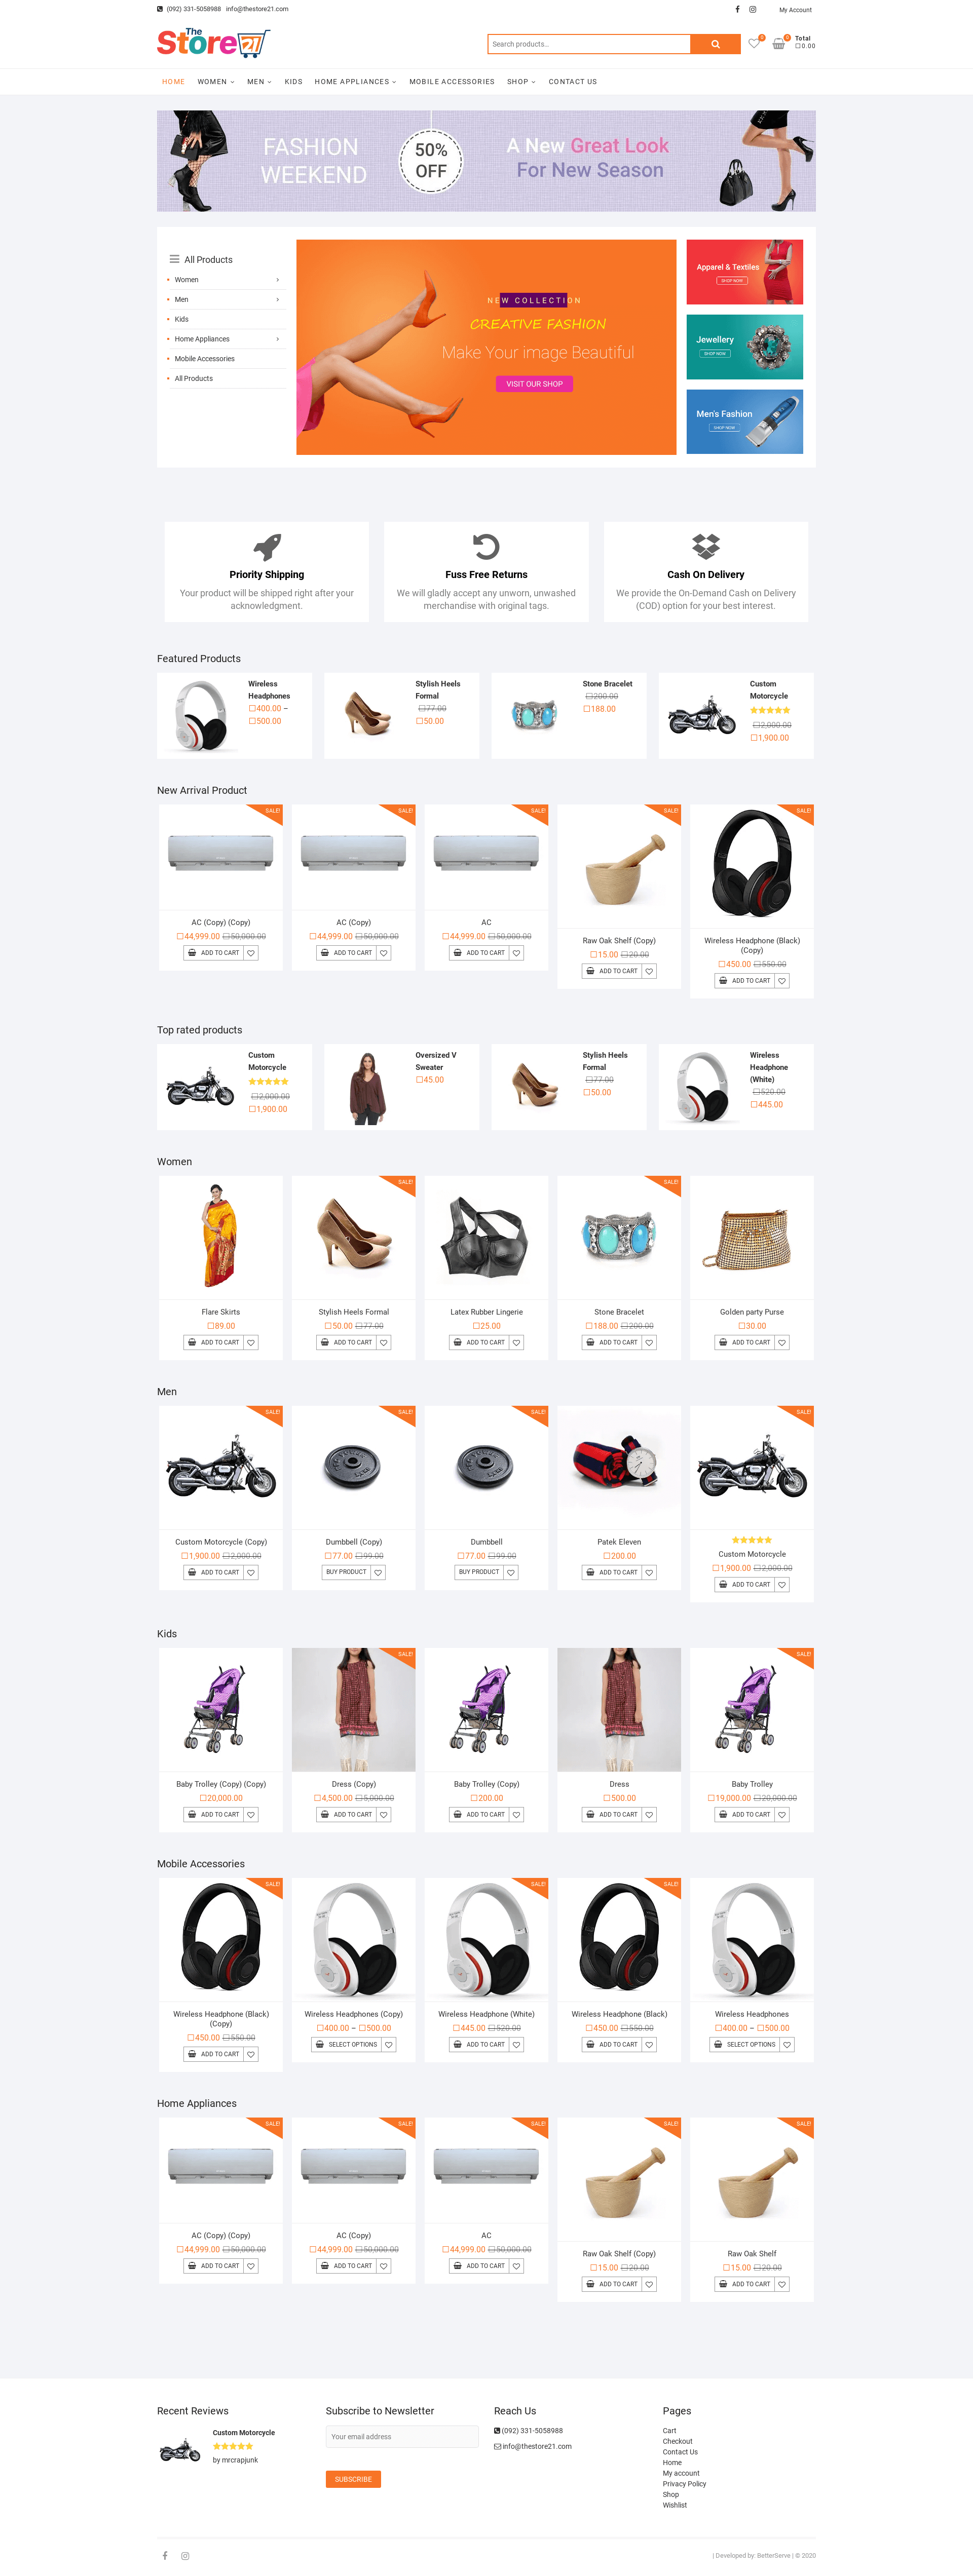 (092) 331-5058988 info@thestore21.com
My Account
The Store 21
Search products...
0
0
Total
☐0.00
HOME WOMEN MEN KIDS HOME APPLIANCES MOBILE ACCESSORIES SHOP CONTACT US
FASHION WEEKEND
50% OFF
A New Great Look
For New Season
All Products
Women
Men
Kids
Home Appliances
Mobile Accessories
All Products
NEW COLLECTION
CREATIVE FASHION
Make Your image Beautiful
VISIT OUR SHOP
Apparel & Textiles
SHOP NOW
Jewellery
SHOP NOW
Men's Fashion
SHOP NOW
Priority Shipping
Your product will be shipped right after your
acknowledgment.
Fuss Free Returns
We will gladly accept any unworn, unwashed
merchandise with original tags.
Cash On Delivery
We provide the On-Demand Cash on Delivery
(COD) option for your best interest.
Featured Products
Wireless
Headphones
☐400.00 –
☐500.00
Stylish Heels
Formal
☐77.00
☐50.00
Stone Bracelet
☐200.00
☐188.00
Custom
Motorcycle
☐2,000.00
☐1,900.00
New Arrival Product
SALE!
AC (Copy) (Copy)
☐44,999.00 ☐50,000.00
ADD TO CART
SALE!
AC (Copy)
☐44,999.00 ☐50,000.00
ADD TO CART
SALE!
AC
☐44,999.00 ☐50,000.00
ADD TO CART
SALE!
Raw Oak Shelf (Copy)
☐15.00 ☐20.00
ADD TO CART
SALE!
Wireless Headphone (Black)
(Copy)
☐450.00 ☐550.00
ADD TO CART
Top rated products
Custom
Motorcycle
☐2,000.00
☐1,900.00
Oversized V
Sweater
☐45.00
Stylish Heels
Formal
☐77.00
☐50.00
Wireless
Headphone
(White)
☐520.00
☐445.00
Women
Flare Skirts
☐89.00
ADD TO CART
SALE!
Stylish Heels Formal
☐50.00 ☐77.00
ADD TO CART
Latex Rubber Lingerie
☐25.00
ADD TO CART
SALE!
Stone Bracelet
☐188.00 ☐200.00
ADD TO CART
Golden party Purse
☐30.00
ADD TO CART
Men
SALE!
Custom Motorcycle (Copy)
☐1,900.00 ☐2,000.00
ADD TO CART
SALE!
Dumbbell (Copy)
☐77.00 ☐99.00
BUY PRODUCT
SALE!
Dumbbell
☐77.00 ☐99.00
BUY PRODUCT
Patek Eleven
☐200.00
ADD TO CART
SALE!
Custom Motorcycle
☐1,900.00 ☐2,000.00
ADD TO CART
Kids
Baby Trolley (Copy) (Copy)
☐20,000.00
ADD TO CART
SALE!
Dress (Copy)
☐4,500.00 ☐5,000.00
ADD TO CART
Baby Trolley (Copy)
☐200.00
ADD TO CART
Dress
☐500.00
ADD TO CART
SALE!
Baby Trolley
☐19,000.00 ☐20,000.00
ADD TO CART
Mobile Accessories
SALE!
Wireless Headphone (Black)
(Copy)
☐450.00 ☐550.00
ADD TO CART
SALE!
Wireless Headphones (Copy)
☐400.00 – ☐500.00
SELECT OPTIONS
SALE!
Wireless Headphone (White)
☐445.00 ☐520.00
ADD TO CART
SALE!
Wireless Headphone (Black)
☐450.00 ☐550.00
ADD TO CART
SALE!
Wireless Headphones
☐400.00 – ☐500.00
SELECT OPTIONS
Home Appliances
SALE!
AC (Copy) (Copy)
☐44,999.00 ☐50,000.00
ADD TO CART
SALE!
AC (Copy)
☐44,999.00 ☐50,000.00
ADD TO CART
SALE!
AC
☐44,999.00 ☐50,000.00
ADD TO CART
SALE!
Raw Oak Shelf (Copy)
☐15.00 ☐20.00
ADD TO CART
SALE!
Raw Oak Shelf
☐15.00 ☐20.00
ADD TO CART
Recent Reviews
Custom Motorcycle
by mrcrapjunk
Subscribe to Newsletter
Your email address
SUBSCRIBE
Reach Us
(092) 331-5058988
info@thestore21.com
Pages
Cart
Checkout
Contact Us
Home
My account
Privacy Policy
Shop
Wishlist
| Developed by: BetterServe | © 2020